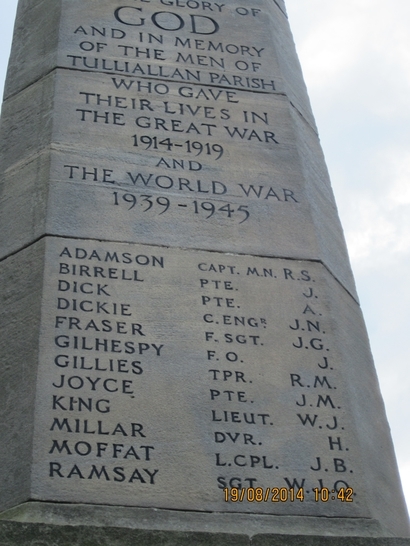 GLORY OF
GOD
AND IN MEMORY
OF THE MEN OF
TULLIALLAN PARISH
WHO GAVE
THEIR LIVES IN
THE GREAT WAR
1914-1919
AND
THE WORLD WAR
1939-1945
ADAMSON CAPT. M.N. R.S.
BIRRELL PTE. J.
DICK PTE. A.
DICKIE C.ENGR. J.N.
FRASER F.SGT. J.G.
GILHESPY F.O. J.
GILLIES TPR. R.M.
JOYCE PTE. J.M.
KING LIEUT. W.J.
MILLAR DVR. H.
MOFFAT L.CPL. J.B.
RAMSAY SGT. W.J.O.
19/08/2014 10:42